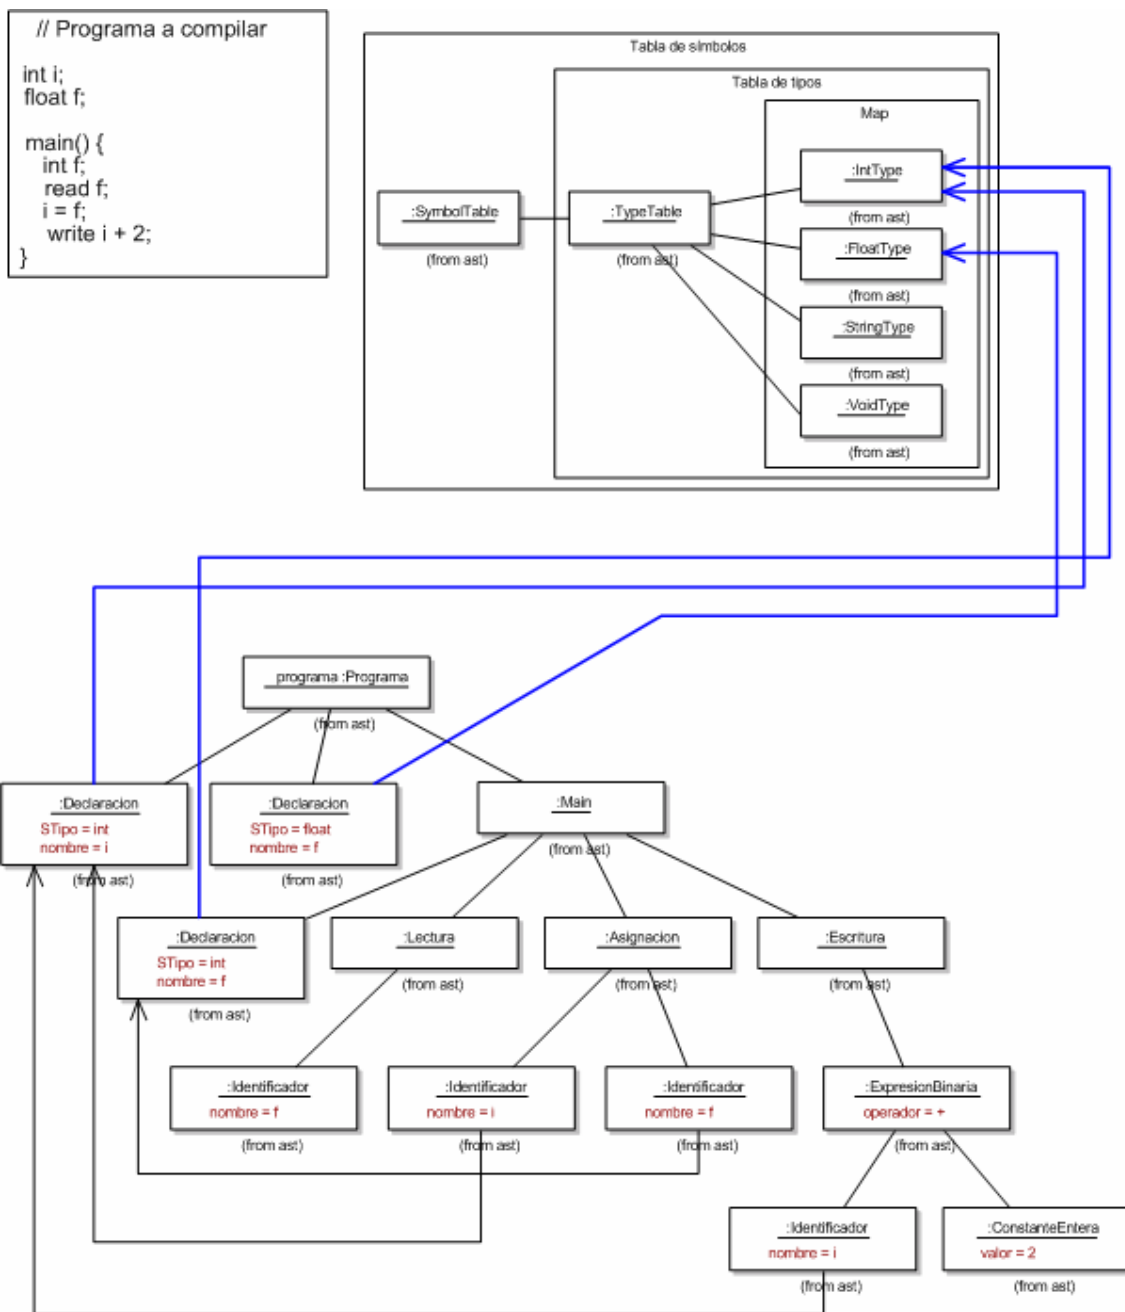 // Programa a compilar
int i;
float f;
main() {
int f;
read f;
i = f;
write i + 2;
}
Tabla de símbolos
Tabla de tipos
Map
:IntType
(from ast)
:SymbolTable
(from ast)
:TypeTable
(from ast)
:FloatType
(from ast)
:StringType
(from ast)
:VoidType
(from ast)
programa :Programa
(from ast)
:Declaracion
STipo = int
nombre = i
(from ast)
:Declaracion
STipo = float
nombre = f
(from ast)
:Main
(from ast)
:Declaracion
STipo = int
nombre = f
(from ast)
:Lectura
(from ast)
:Asignacion
(from ast)
:Escritura
(from ast)
:Identificador
nombre = f
(from ast)
:Identificador
nombre = i
(from ast)
:Identificador
nombre = f
(from ast)
:ExpresionBinaria
operador = +
(from ast)
:Identificador
nombre = i
(from ast)
:ConstanteEntera
valor = 2
(from ast)